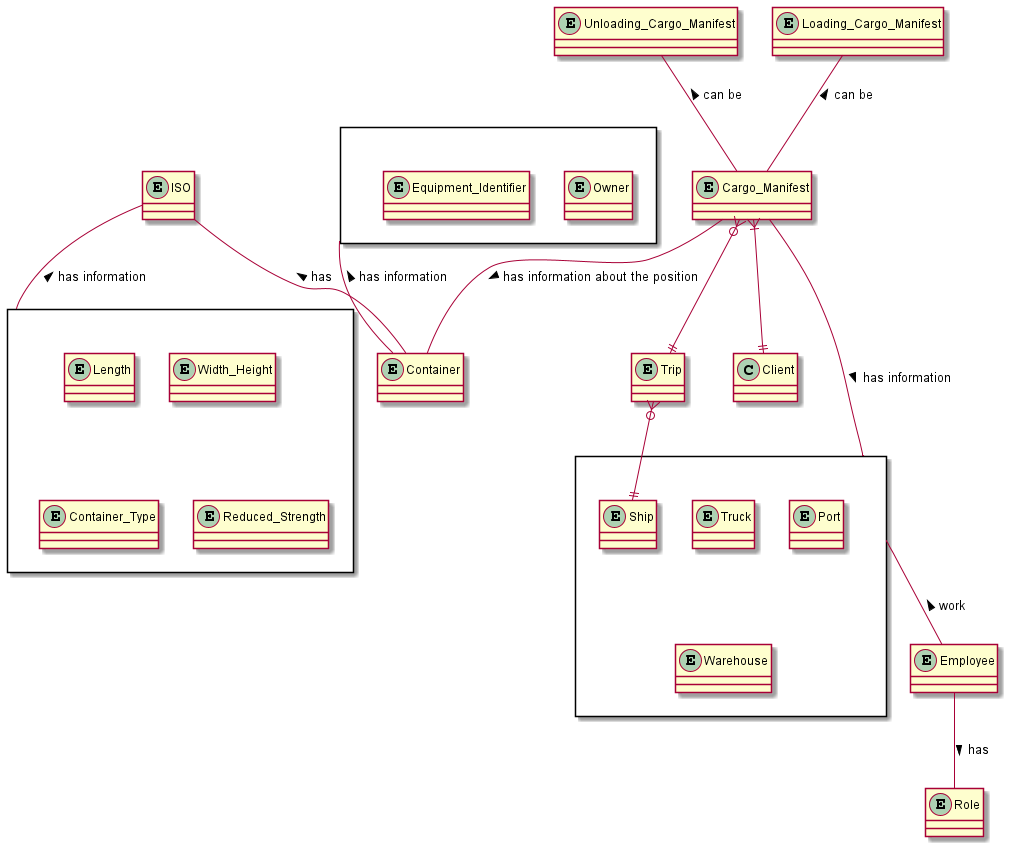 E Unloading_Cargo_Manifest
E Loading_Cargo_Manifest
can be
can be
E ISO
E Equipment_Identifier
E Owner
E Cargo_Manifest
has information
has
has information
has information about the position
E Length
E Width_Height
E Container
E Trip
C Client
has information
E Container_Type
E Reduced_Strength
E Ship
E Truck
E Port
work
E Warehouse
E Employee
has
E Role